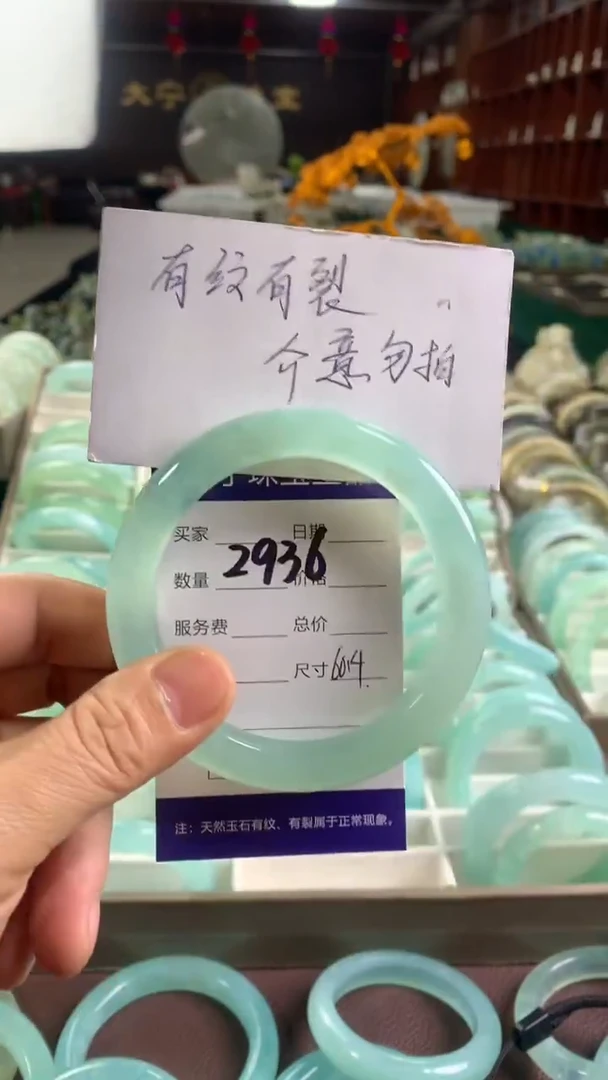 有纹有裂
介意勿拍
买家 日期
2936
数量 价格
服务费 总价
尺寸 60.4
注：天然玉石有纹、有裂属于正常现象。